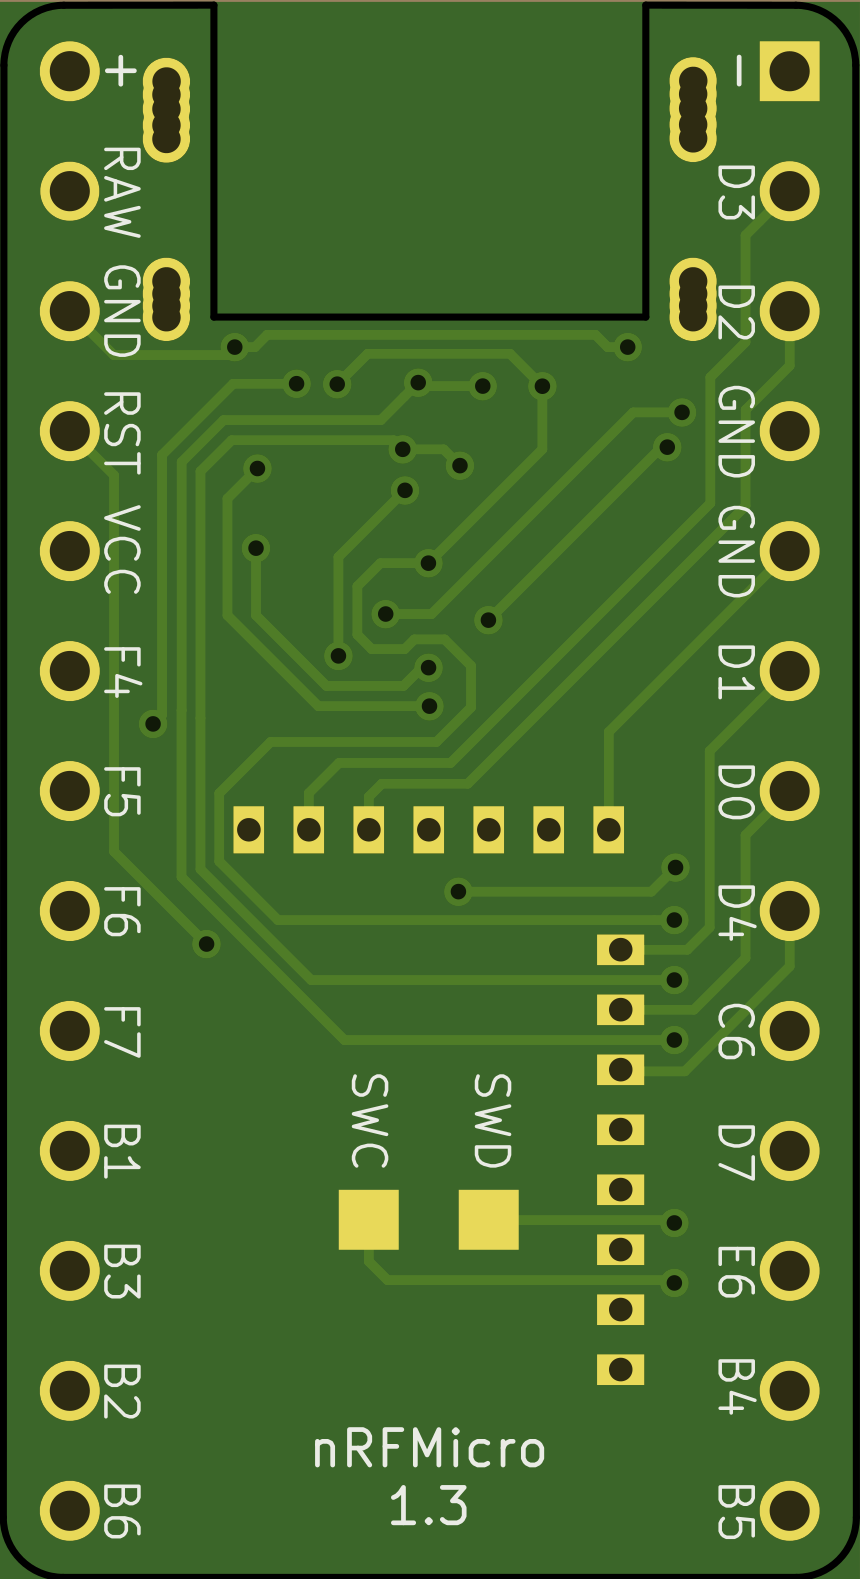 +
RAW
GND
RST
VCC
F4
F5
F6
F7
B1
B3
B2
B6
–
D3
D2
GND
GND
D1
D0
D4
C6
D7
E6
B4
B5
SWC
SWD
nRFMicro
1.3